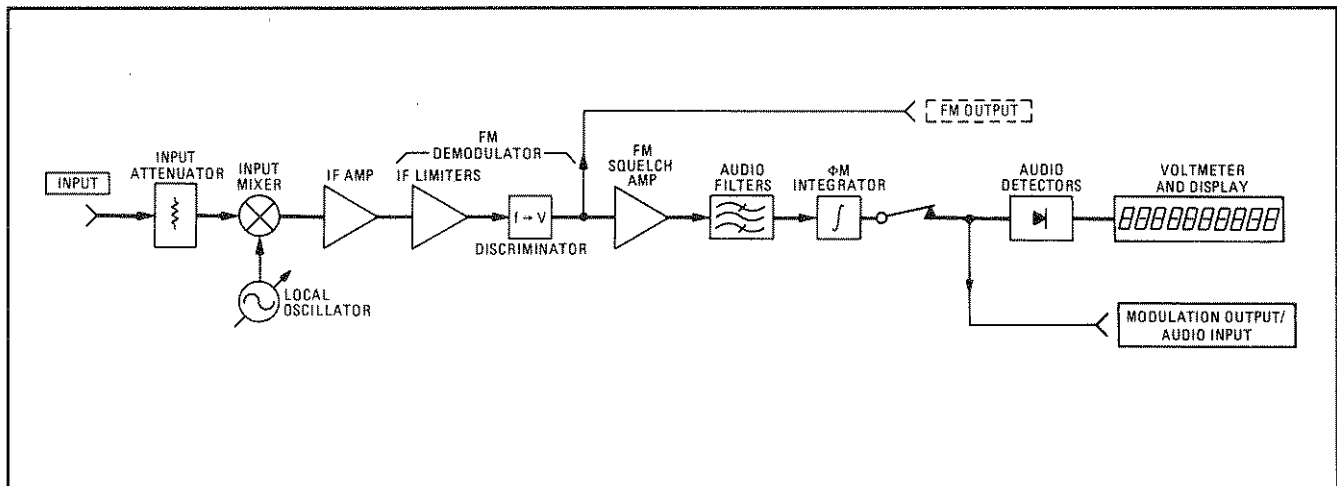 INPUT
INPUT
ATTENUATOR
INPUT
MIXER
LOCAL
OSCILLATOR
IF AMP
FM
DEMODULATOR
IF LIMITERS
f → V
DISCRIMINATOR
FM OUTPUT
FM
SQUELCH
AMP
AUDIO
FILTERS
ΦM
INTEGRATOR
∫
AUDIO
DETECTORS
VOLTMETER
AND DISPLAY
8888888888
MODULATION OUTPUT/
AUDIO INPUT